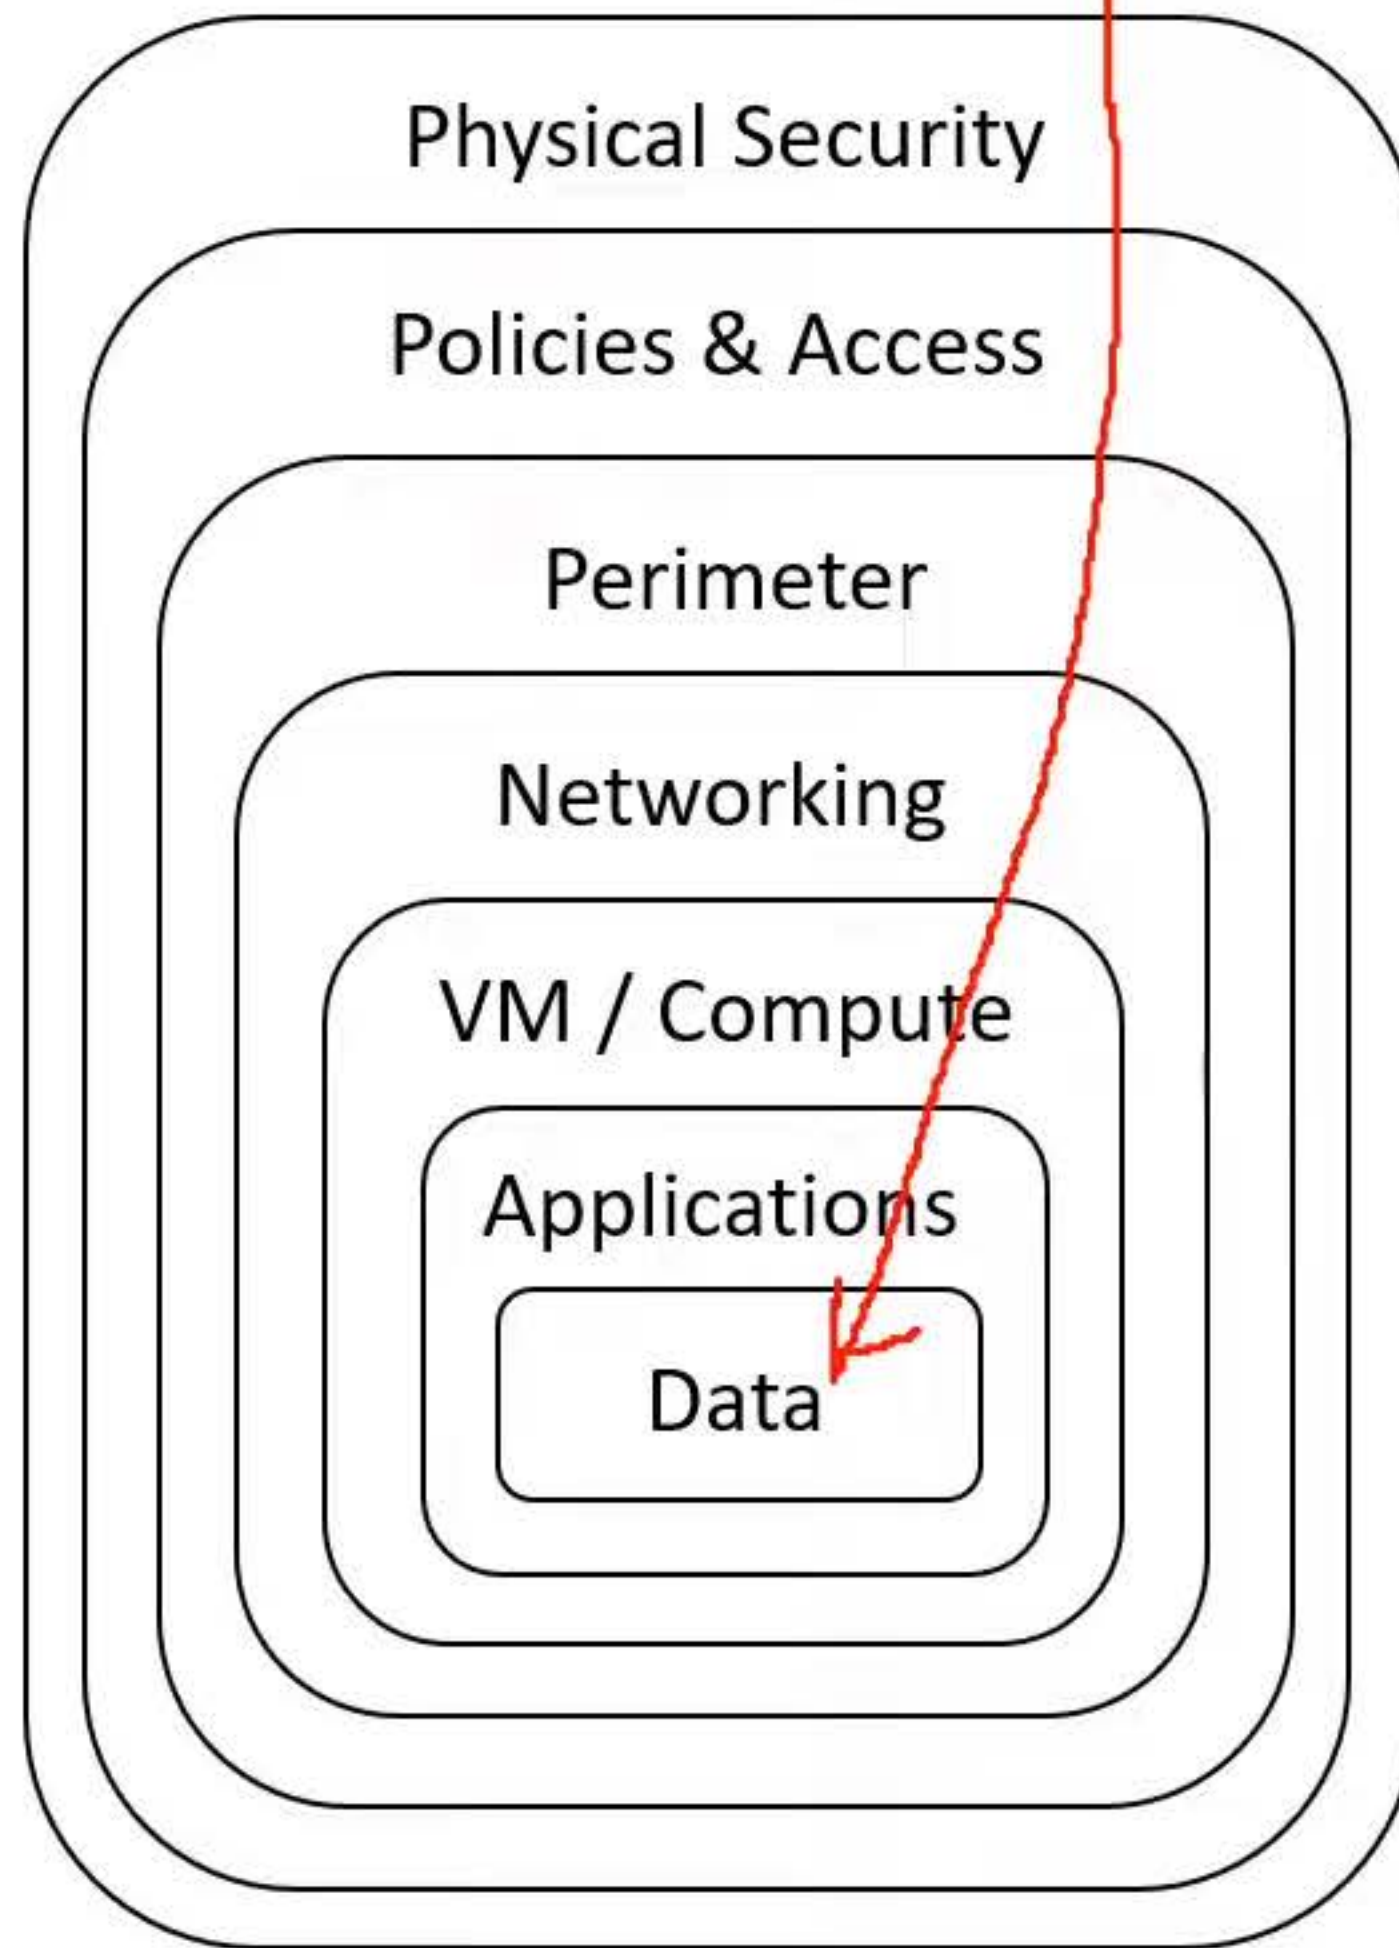 Physical Security
Policies & Access
Perimeter
Networking
VM / Compute
Applications
Data